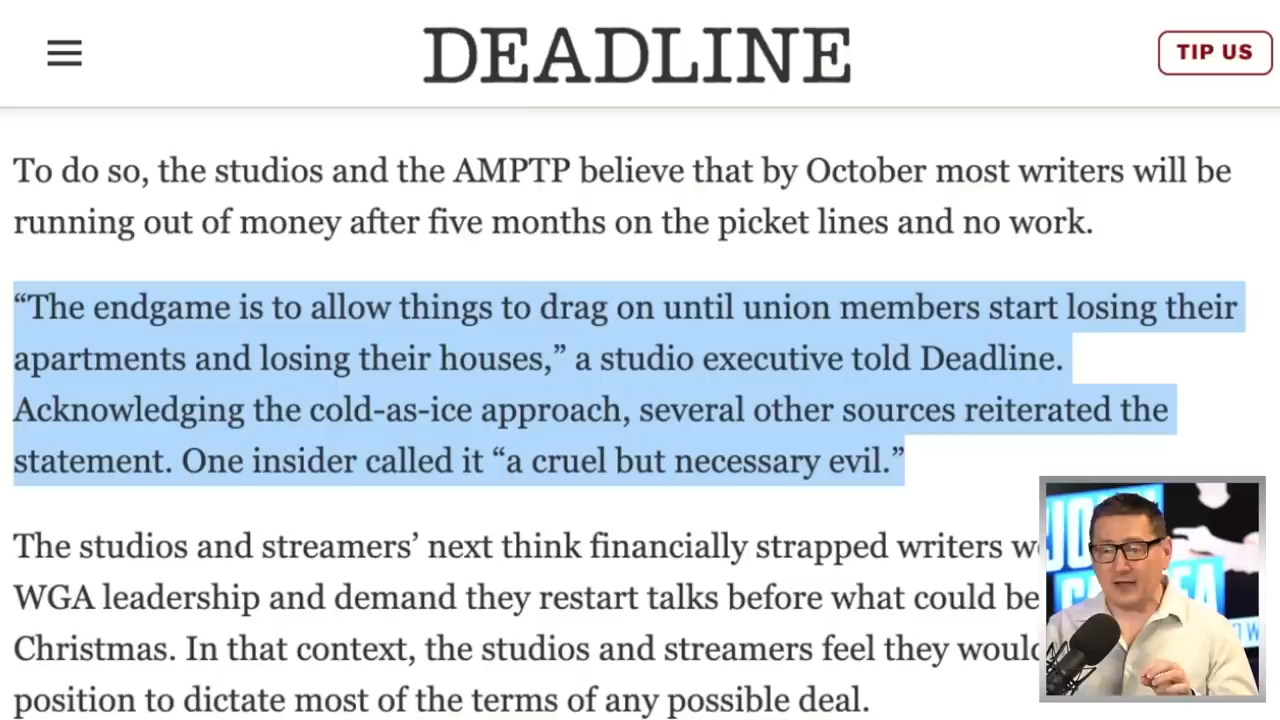 DEADLINE
TIP US
To do so, the studios and the AMPTP believe that by October most writers will be
running out of money after five months on the picket lines and no work.
“The endgame is to allow things to drag on until union members start losing their
apartments and losing their houses,” a studio executive told Deadline.
Acknowledging the cold-as-ice approach, several other sources reiterated the
statement. One insider called it “a cruel but necessary evil.”
The studios and streamers’ next think financially strapped writers w
WGA leadership and demand they restart talks before what could be
Christmas. In that context, the studios and streamers feel they would
position to dictate most of the terms of any possible deal.